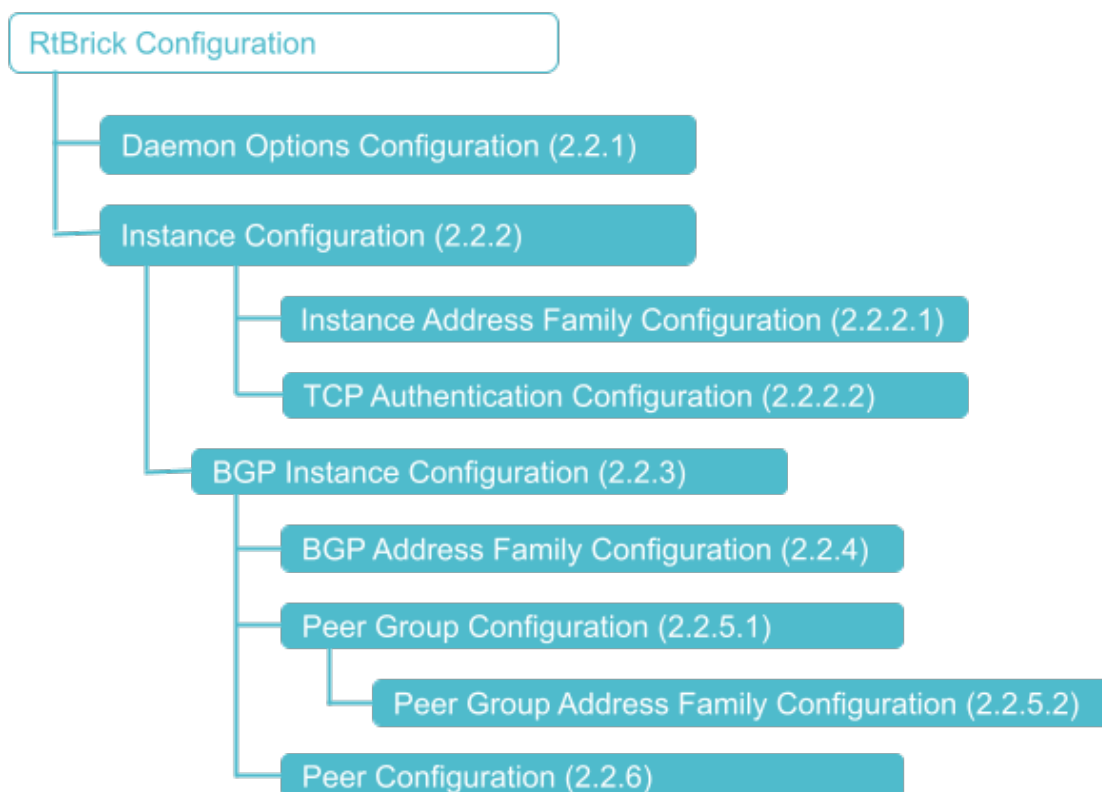 RtBrick Configuration
Daemon Options Configuration (2.2.1)
Instance Configuration (2.2.2)
Instance Address Family Configuration (2.2.2.1)
TCP Authentication Configuration (2.2.2.2)
BGP Instance Configuration (2.2.3)
BGP Address Family Configuration (2.2.4)
Peer Group Configuration (2.2.5.1)
Peer Group Address Family Configuration (2.2.5.2)
Peer Configuration (2.2.6)